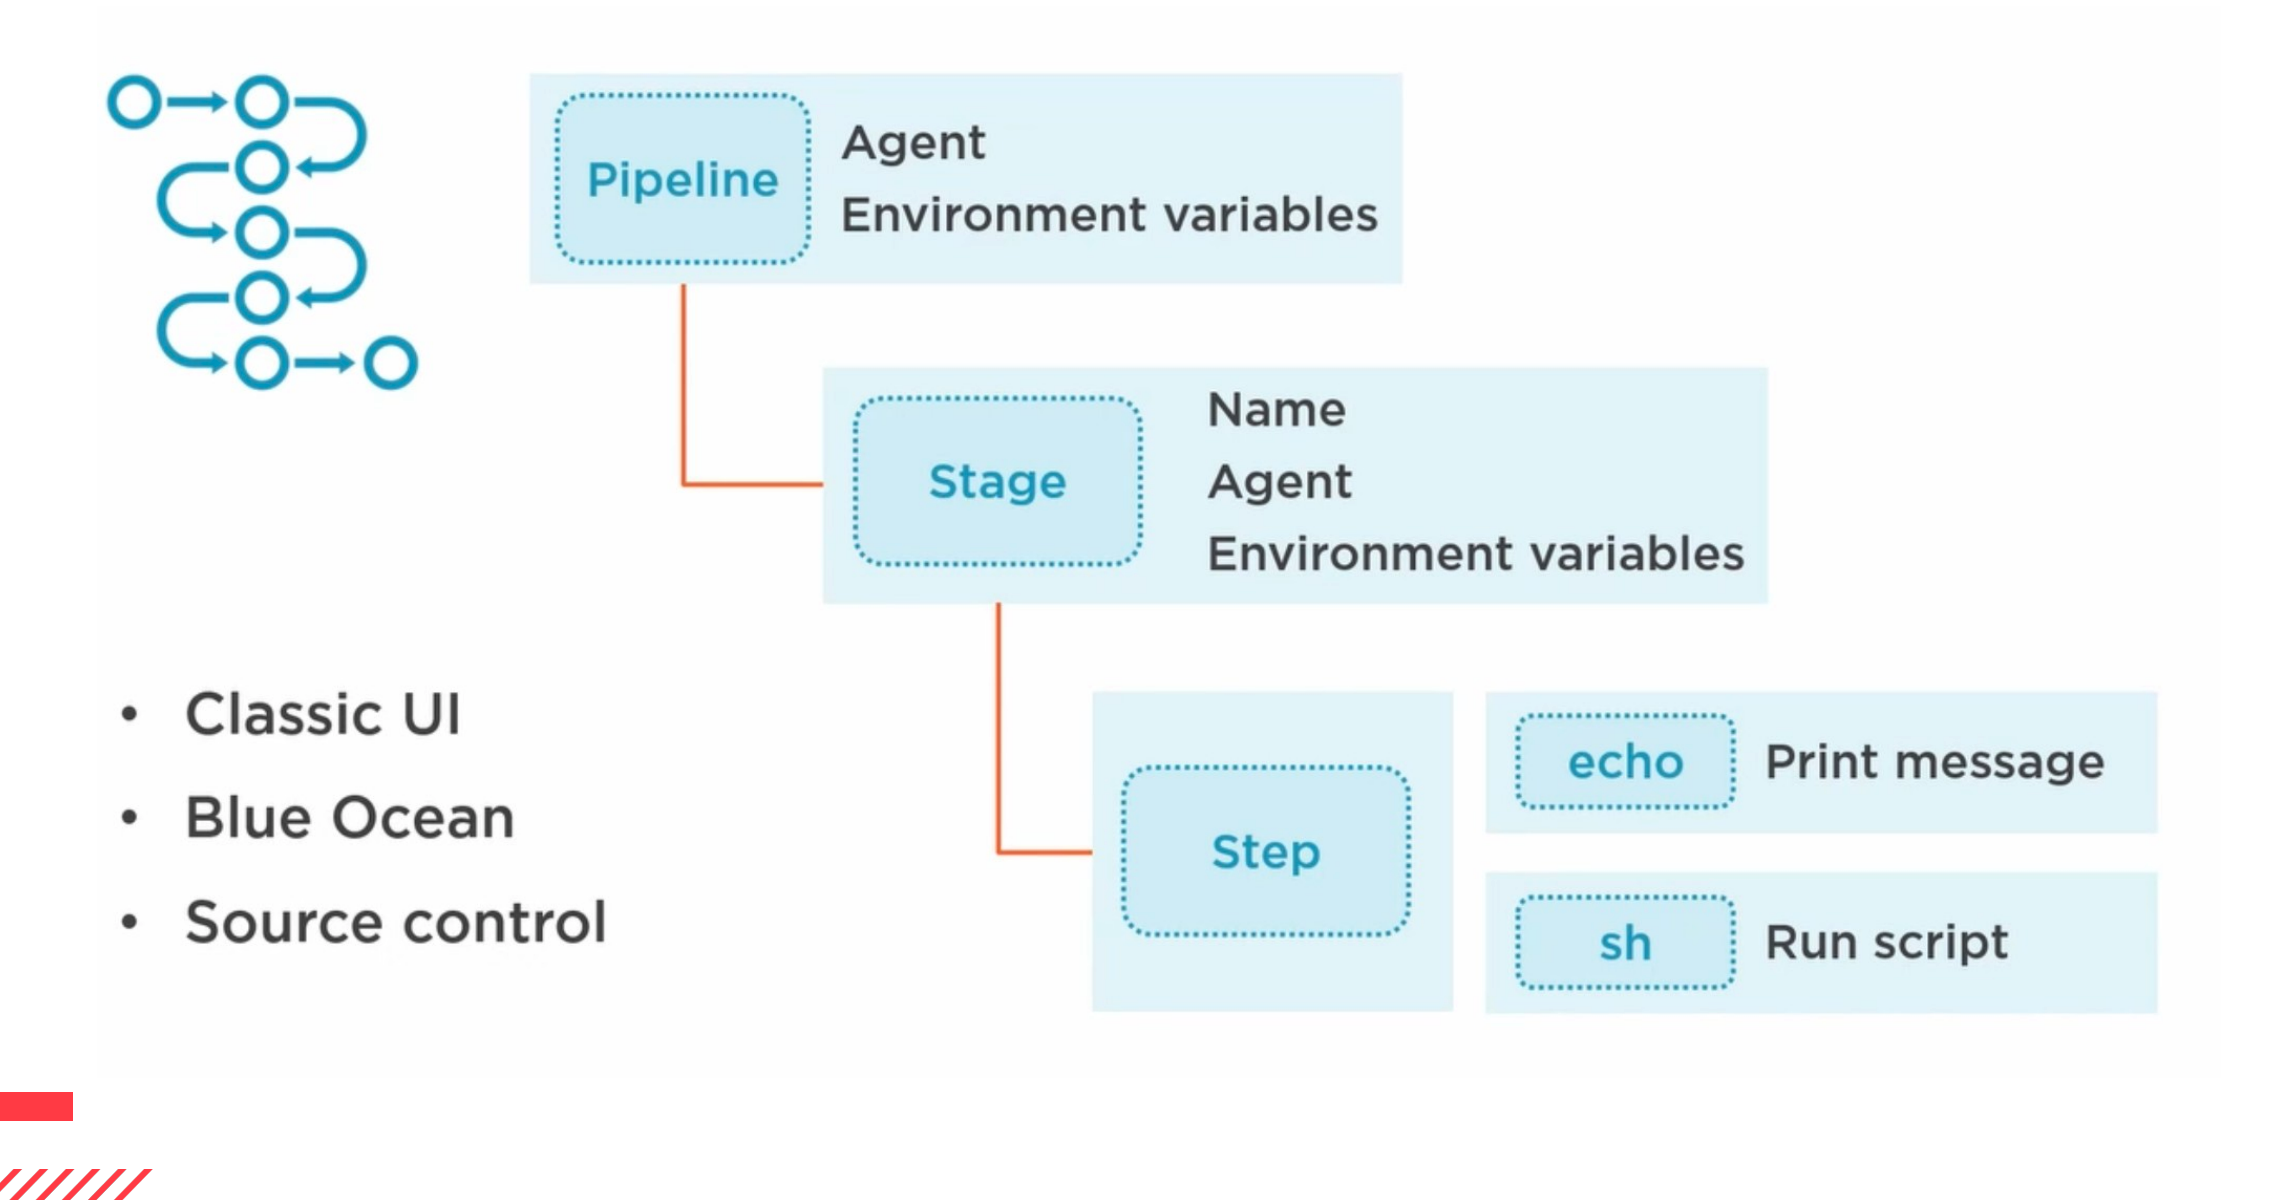 Pipeline
Agent
Environment variables
Stage
Name
Agent
Environment variables
• Classic UI
• Blue Ocean
• Source control
Step
echo
Print message
sh
Run script